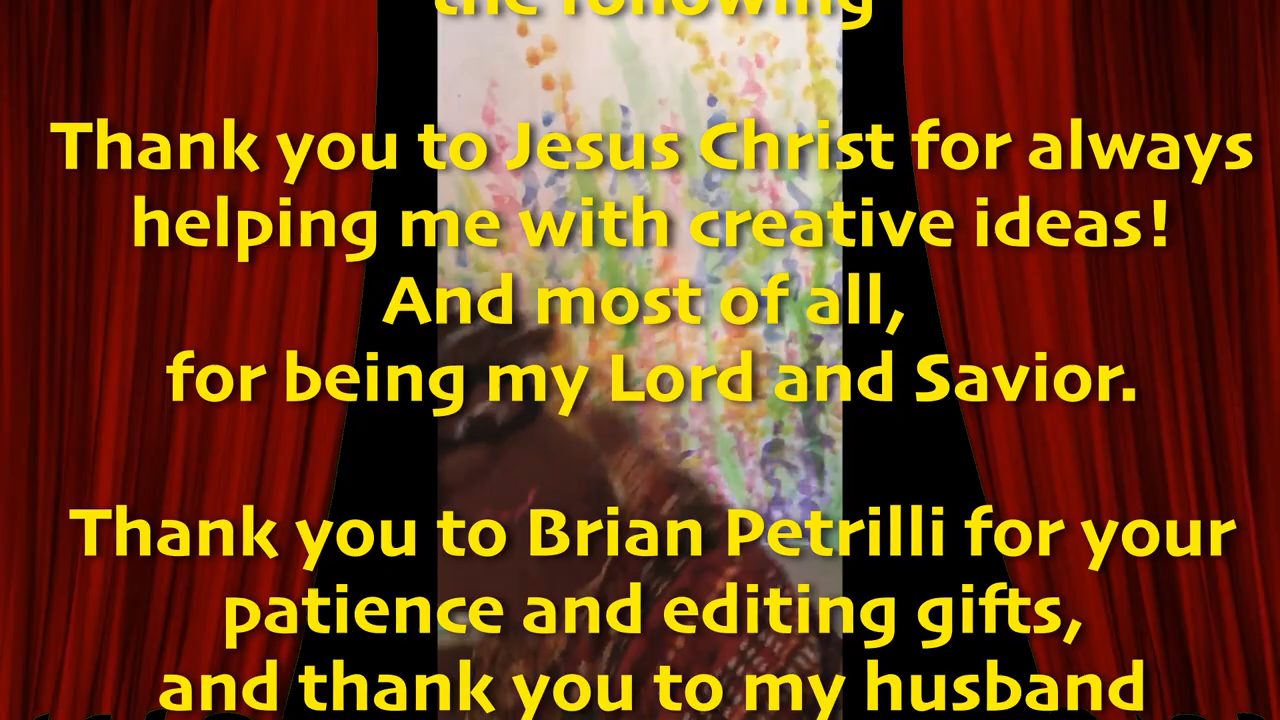 the following
Thank you to Jesus Christ for always
helping me with creative ideas!
And most of all,
for being my Lord and Savior.
Thank you to Brian Petrilli for your
patience and editing gifts,
and thank you to my husband